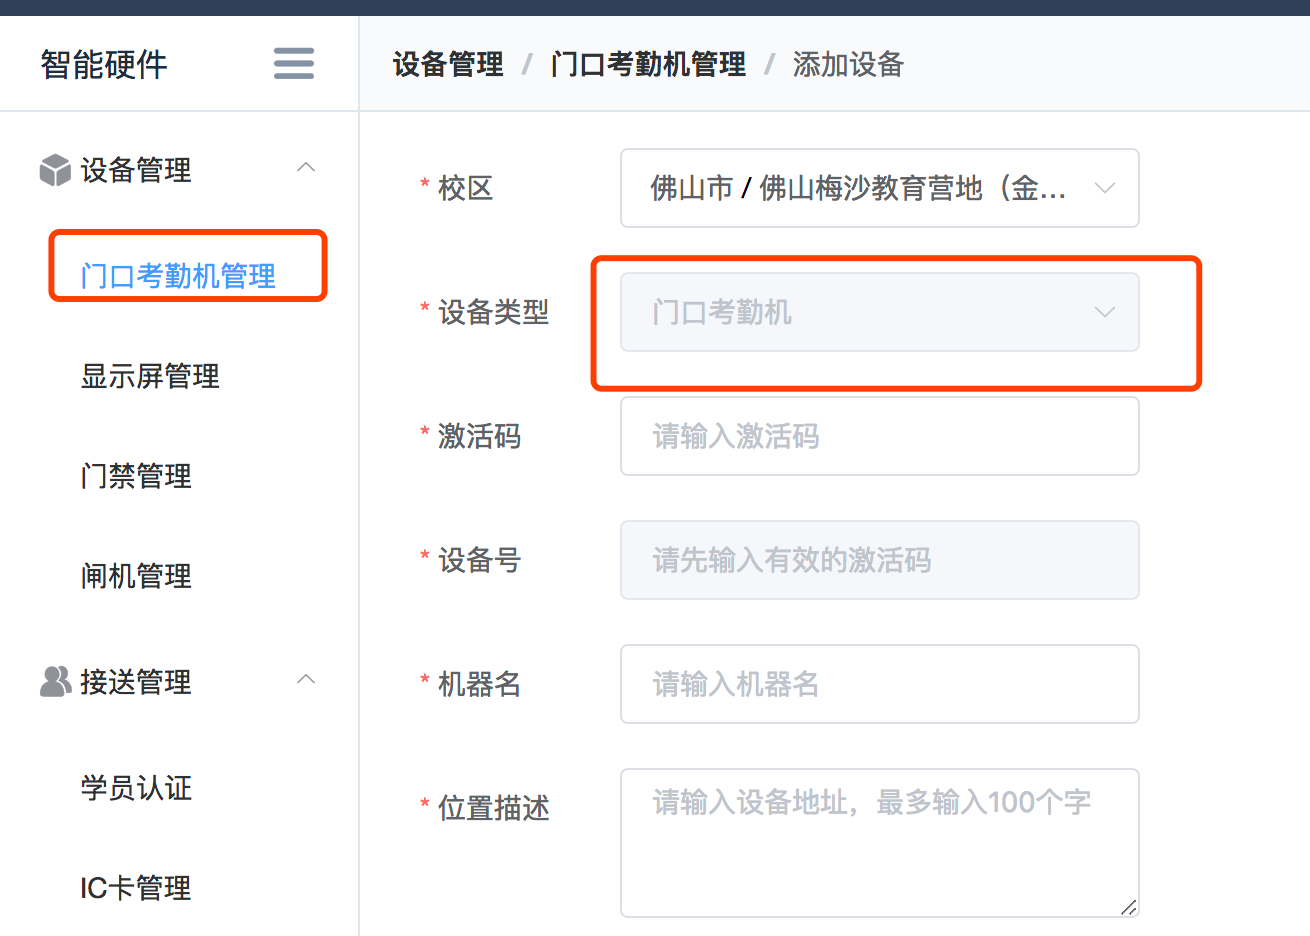 智能硬件
设备管理 / 门口考勤机管理 / 添加设备
设备管理
门口考勤机管理
显示屏管理
门禁管理
闸机管理
接送管理
学员认证
IC卡管理
* 校区
佛山市 / 佛山梅沙教育营地（金...
* 设备类型
门口考勤机
* 激活码
请输入激活码
* 设备号
请先输入有效的激活码
* 机器名
请输入机器名
* 位置描述
请输入设备地址，最多输入100个字